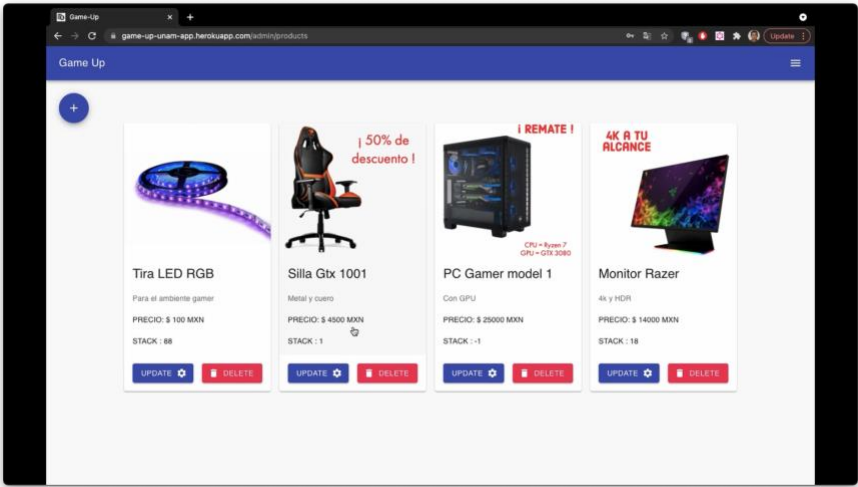 Game-Up
game-up-unam-app.herokuapp.com/admin/products
Update
Game Up
+
¡ 50% de
descuento !
¡ REMATE !
CPU = Ryzen 7
GPU = GTX 3080
4K A TU
ALCANCE
Tira LED RGB
Para el ambiente gamer
PRECIO: $ 100 MXN
STACK : 88
UPDATE DELETE
Silla Gtx 1001
Metal y cuero
PRECIO: $ 4500 MXN
STACK : 1
UPDATE DELETE
PC Gamer model 1
Con GPU
PRECIO: $ 25000 MXN
STACK : -1
UPDATE DELETE
Monitor Razer
4k y HDR
PRECIO: $ 14000 MXN
STACK : 18
UPDATE DELETE